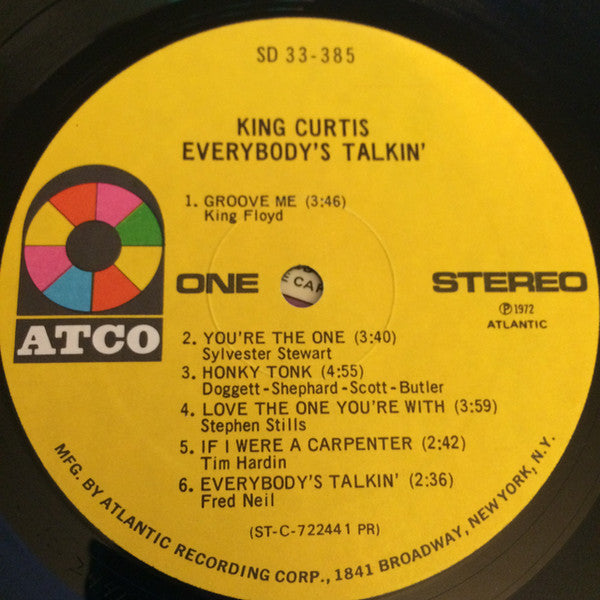 SD 33-385
KING CURTIS
EVERYBODY'S TALKIN'
1. GROOVE ME (3:46)
King Floyd
ATCO
ONE
STEREO
Ⓟ1972
ATLANTIC
2. YOU'RE THE ONE (3:40)
Sylvester Stewart
3. HONKY TONK (4:55)
Doggett-Shephard-Scott-Butler
4. LOVE THE ONE YOU'RE WITH (3:59)
Stephen Stills
5. IF I WERE A CARPENTER (2:42)
Tim Hardin
6. EVERYBODY'S TALKIN' (2:36)
Fred Neil
(ST-C-722441 PR)
MFG. BY ATLANTIC RECORDING CORP., 1841 BROADWAY, NEW YORK, N.Y.